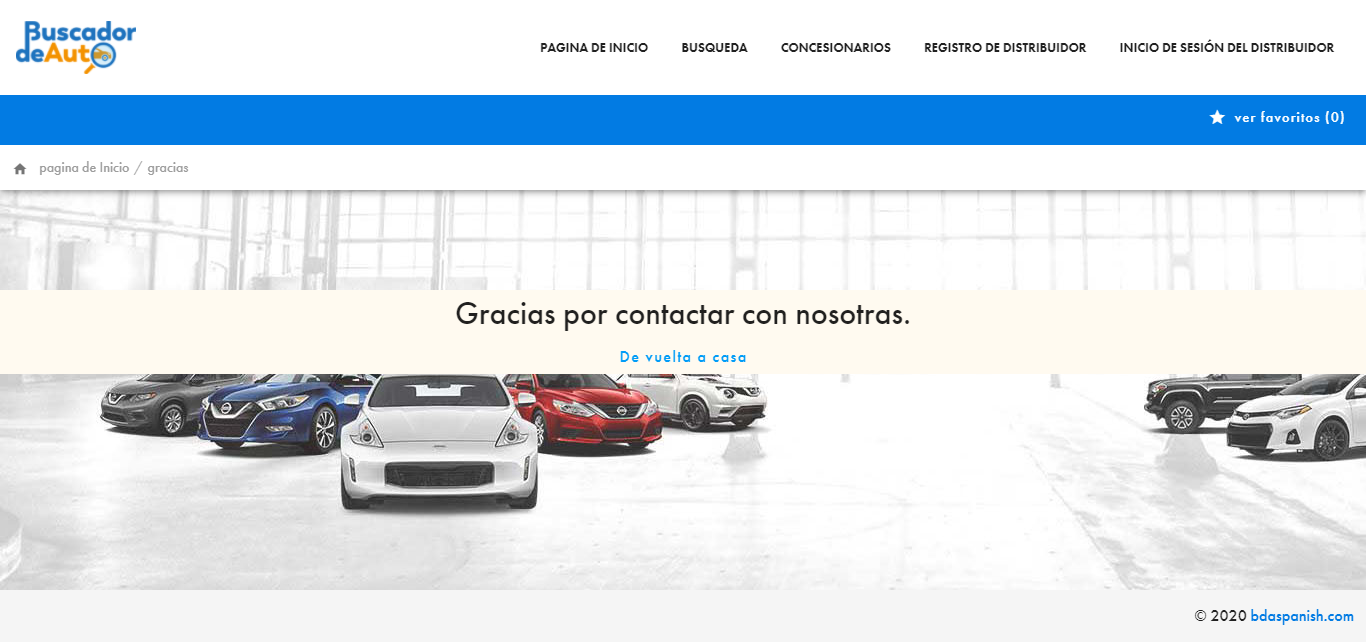 Buscador
deAuto
PAGINA DE INICIO BUSQUEDA CONCESIONARIOS REGISTRO DE DISTRIBUIDOR INICIO DE SESIÓN DEL DISTRIBUIDOR
ver favoritos (0)
pagina de Inicio / gracias
Gracias por contactar con nosotras.
De vuelta a casa
© 2020 bdaspanish.com